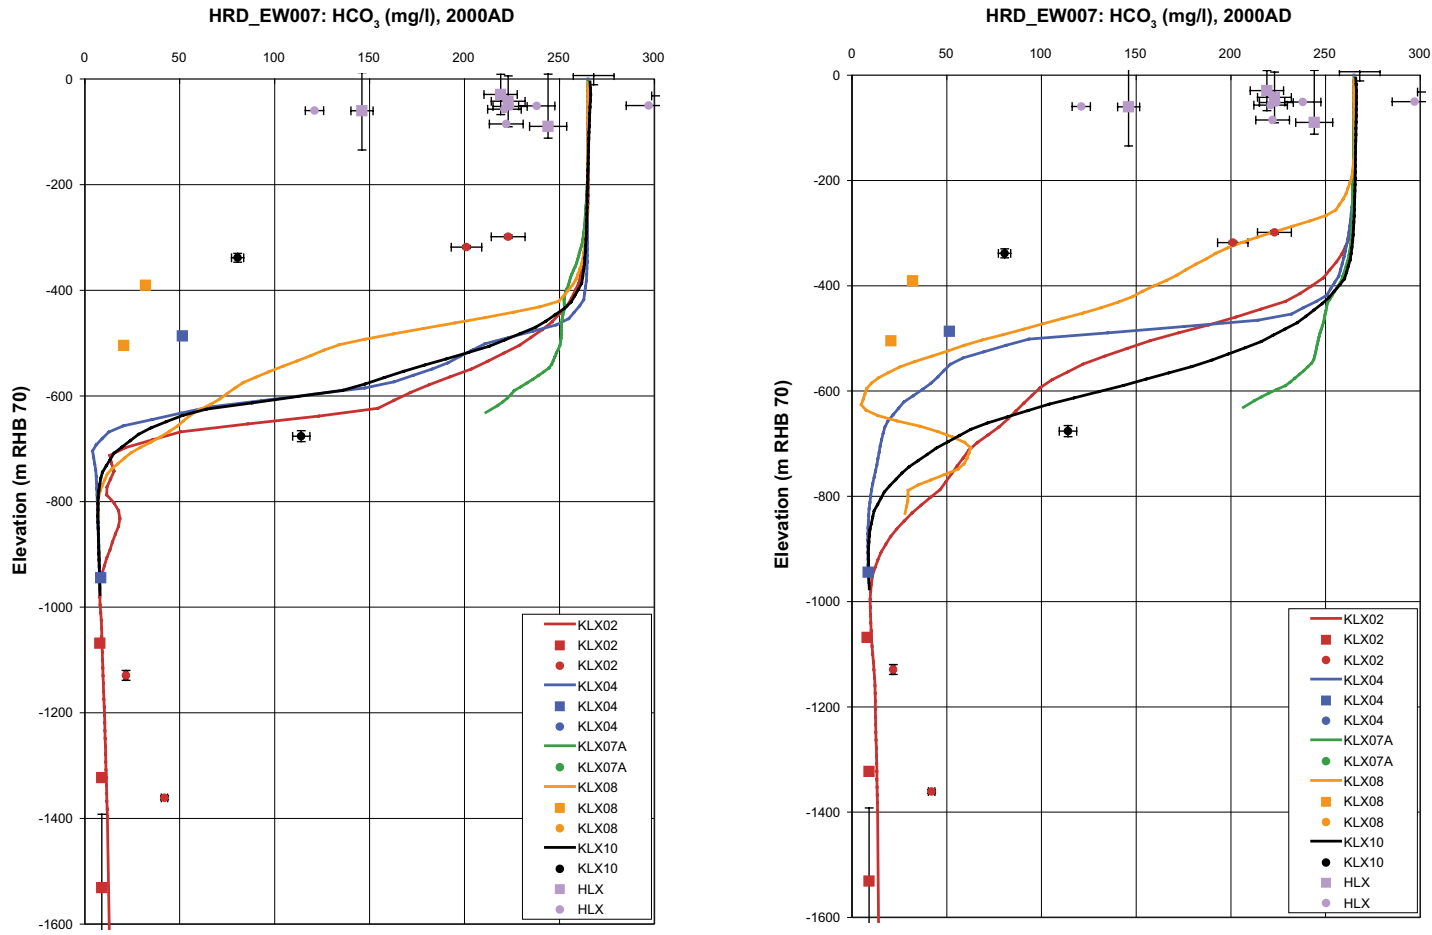 HRD_EW007: HCO3 (mg/l), 2000AD
0 50 100 150 200 250 300
0
-200
-400
-600
-800
-1000
-1200
-1400
-1600
Elevation (m RHB 70)
KLX02
KLX02
KLX02
KLX04
KLX04
KLX04
KLX07A
KLX07A
KLX08
KLX08
KLX08
KLX10
KLX10
HLX
HLX
HRD_EW007: HCO3 (mg/l), 2000AD
0 50 100 150 200 250 300
0
-200
-400
-600
-800
-1000
-1200
-1400
-1600
Elevation (m RHB 70)
KLX02
KLX02
KLX02
KLX04
KLX04
KLX04
KLX07A
KLX07A
KLX08
KLX08
KLX08
KLX10
KLX10
HLX
HLX